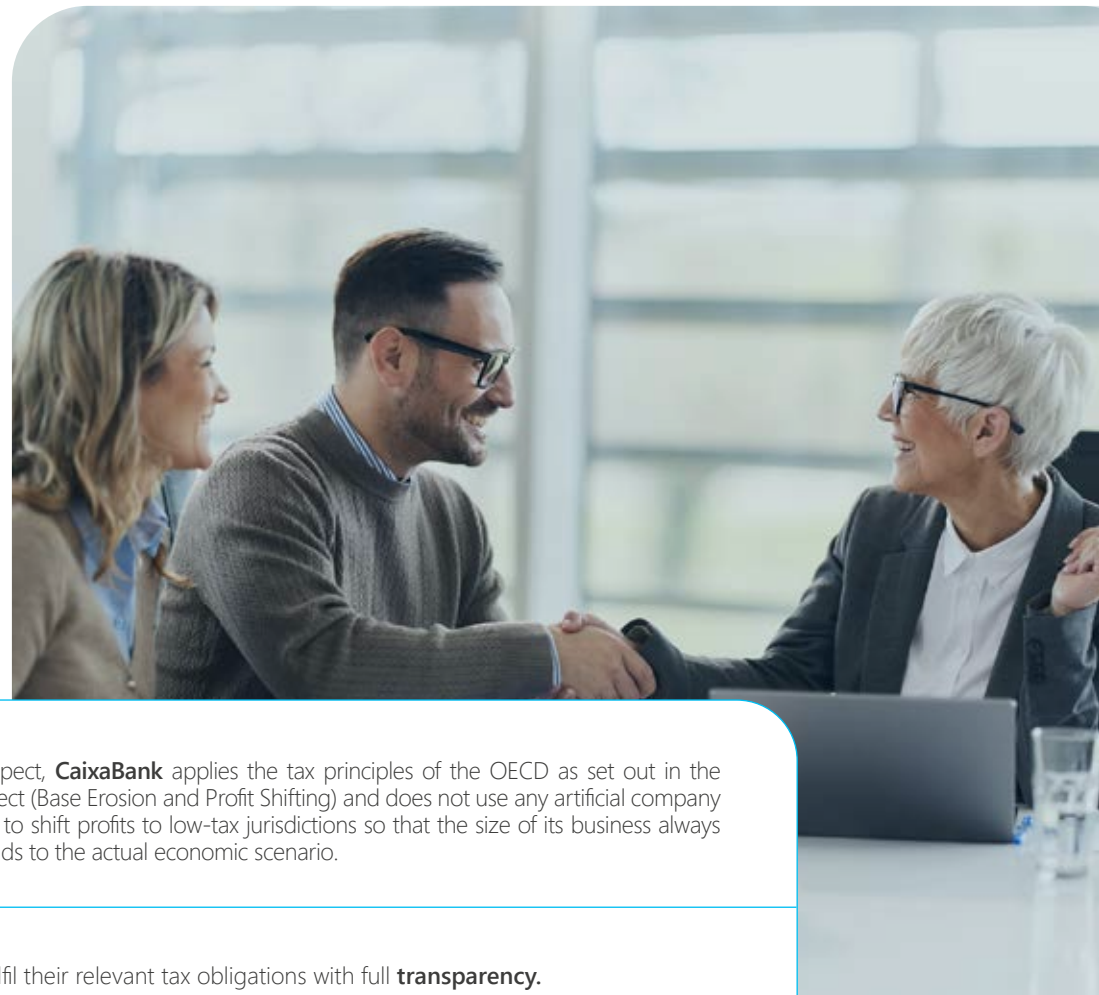 pect, CaixaBank applies the tax principles of the OECD as set out in the
ect (Base Erosion and Profit Shifting) and does not use any artificial company
to shift profits to low-tax jurisdictions so that the size of its business always
ds to the actual economic scenario.
lfil their relevant tax obligations with full transparency.